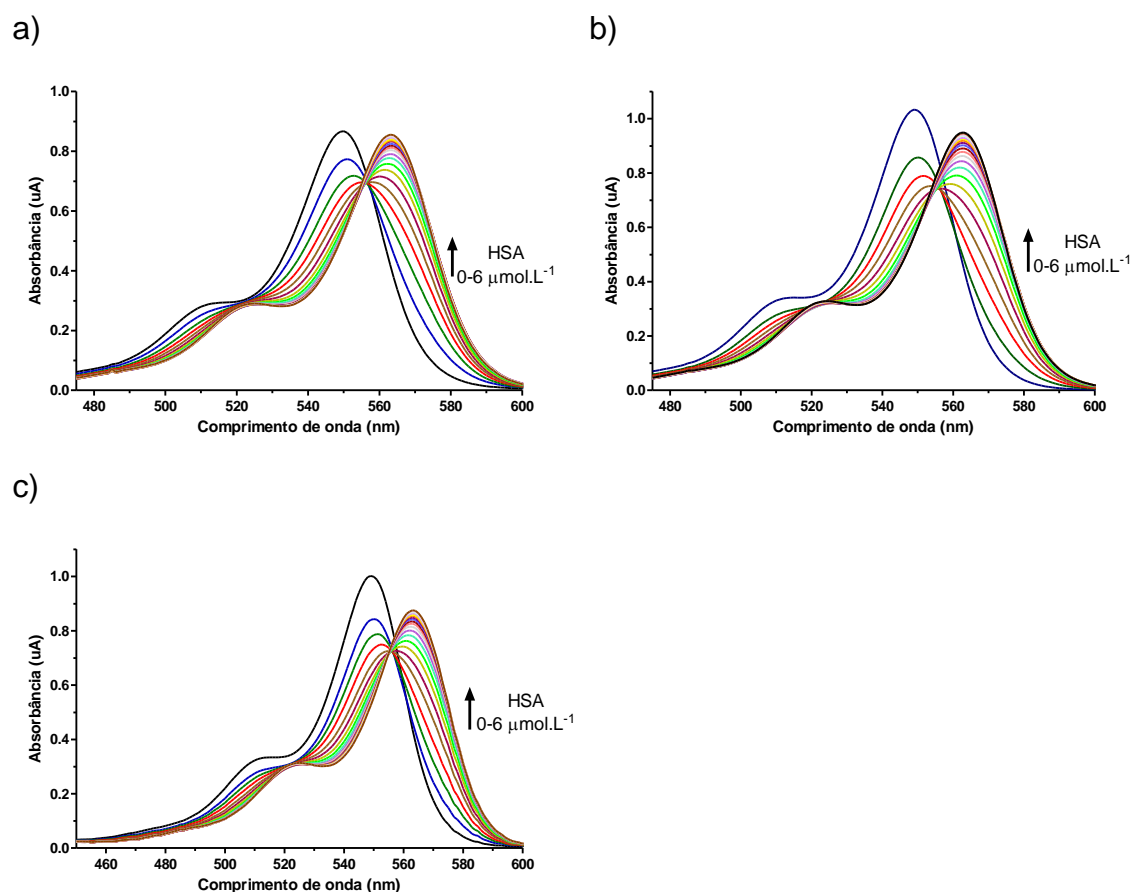 a)
1.0
0.8
0.6
0.4
0.2
0.0
Absorbância (uA)
480 500 520 540 560 580 600
Comprimento de onda (nm)
HSA
0-6 μmol.L⁻¹
b)
1.0
0.8
0.6
0.4
0.2
0.0
Absorbância (uA)
480 500 520 540 560 580 600
Comprimento de onda (nm)
HSA
0-6 μmol.L⁻¹
c)
1.0
0.8
0.6
0.4
0.2
0.0
Absorbância (uA)
460 480 500 520 540 560 580 600
Comprimento de onda (nm)
HSA
0-6 μmol.L⁻¹